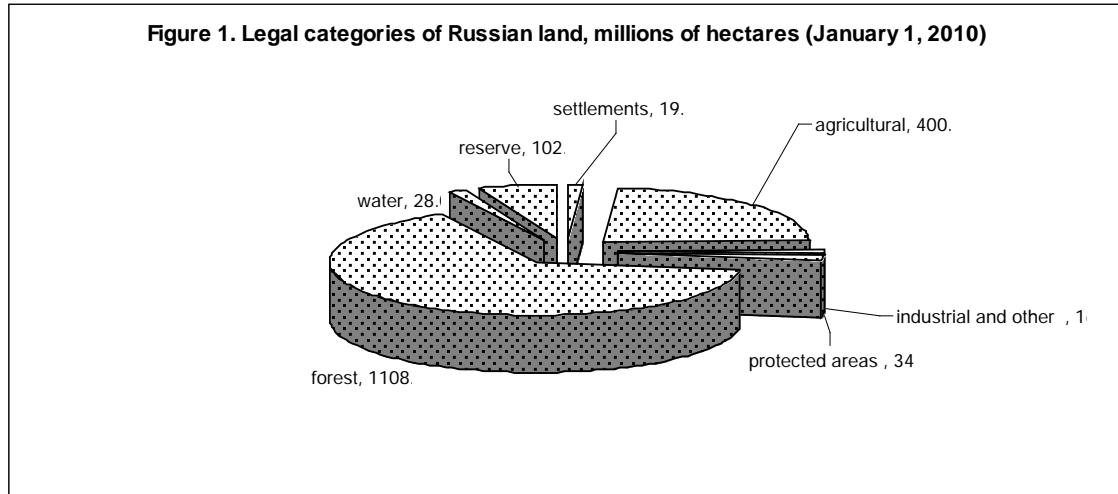 Figure 1. Legal categories of Russian land, millions of hectares (January 1, 2010)
settlements, 19.
agricultural, 400.
reserve, 102.
water, 28.
industrial and other ,
protected areas , 34
forest, 1108.